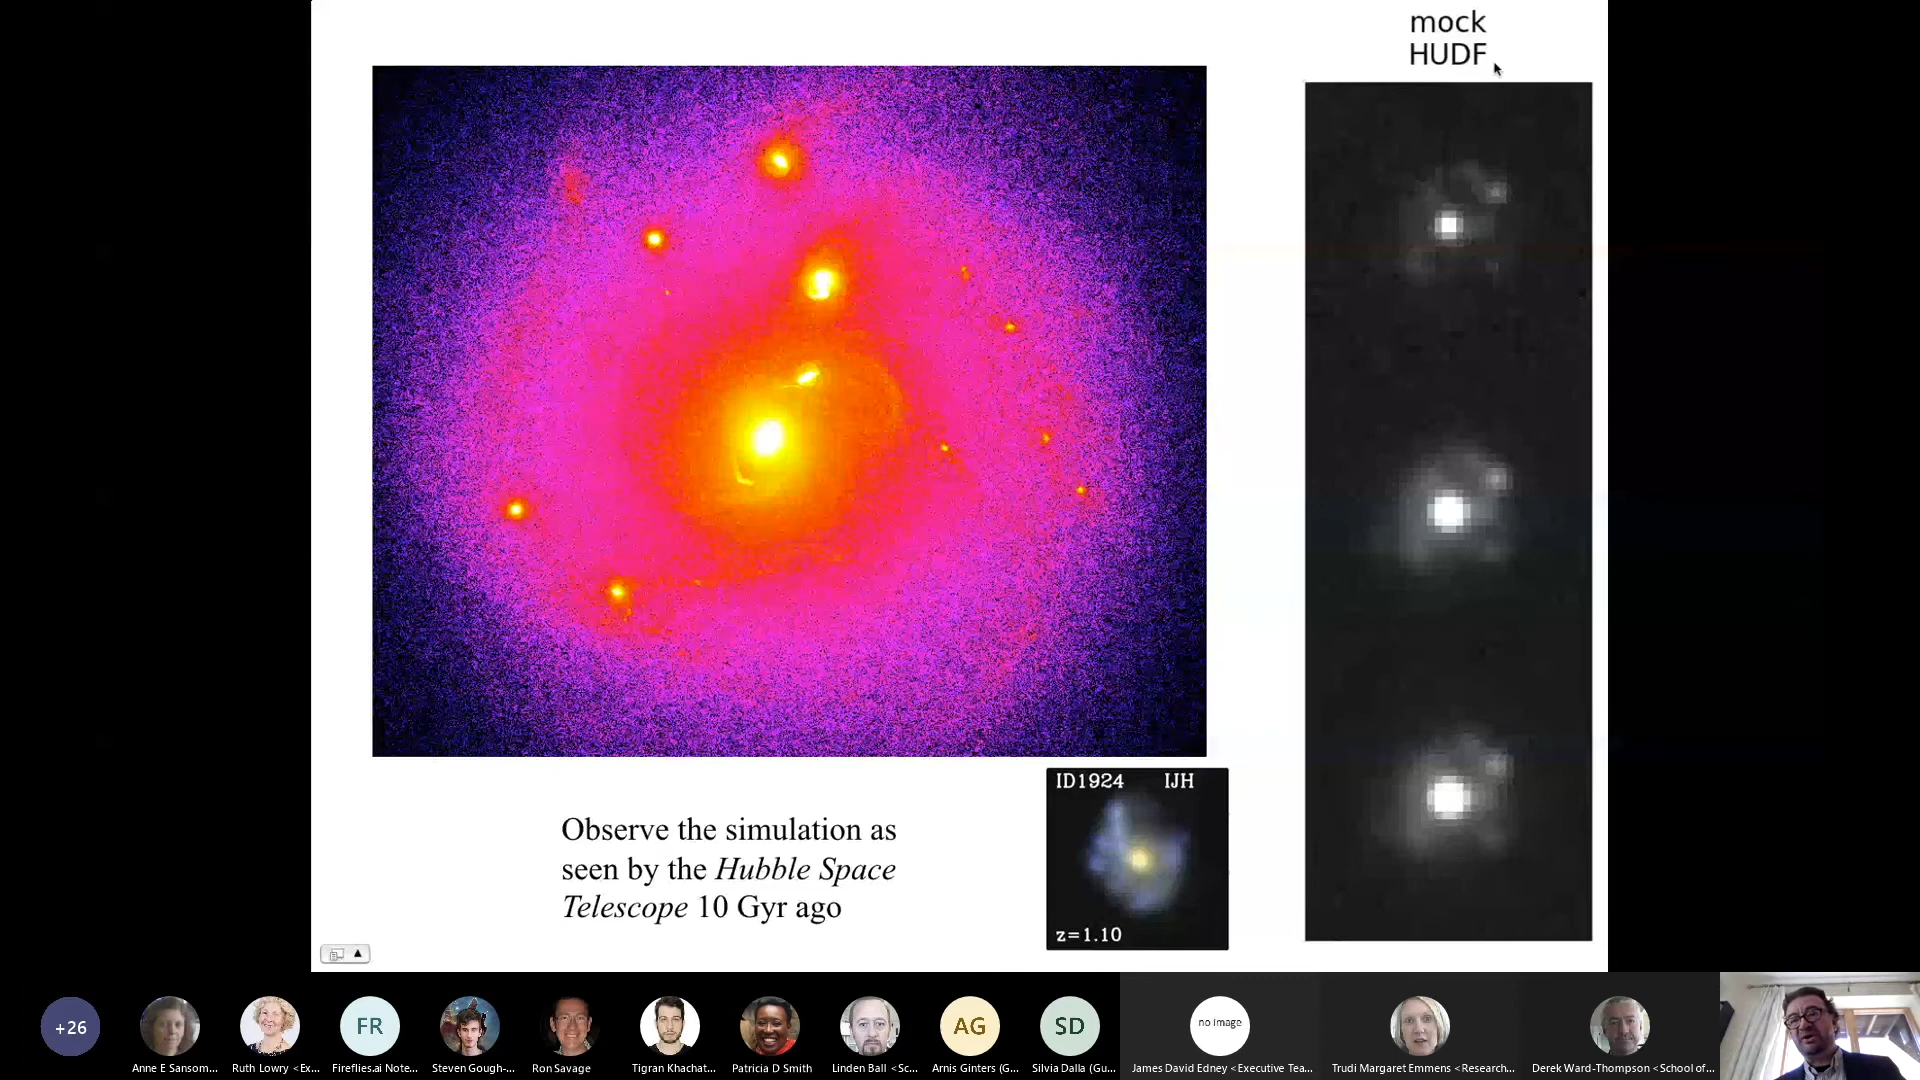 mock
HUDF
Observe the simulation as
seen by the Hubble Space
Telescope 10 Gyr ago
ID1924 IJH
z=1.10
+26
FR
AG
SD
no image
Anne E Sansom...
Ruth Lowry <Ex...
Fireflies.ai Note...
Steven Gough-...
Ron Savage
Tigran Khachat...
Patricia D Smith
Linden Ball <Sc...
Arnis Ginters (G...
Silvia Dalla (Gu...
James David Edney <Executive Tea...
Trudi Margaret Emmens <Research...
Derek Ward-Thompson <School of...